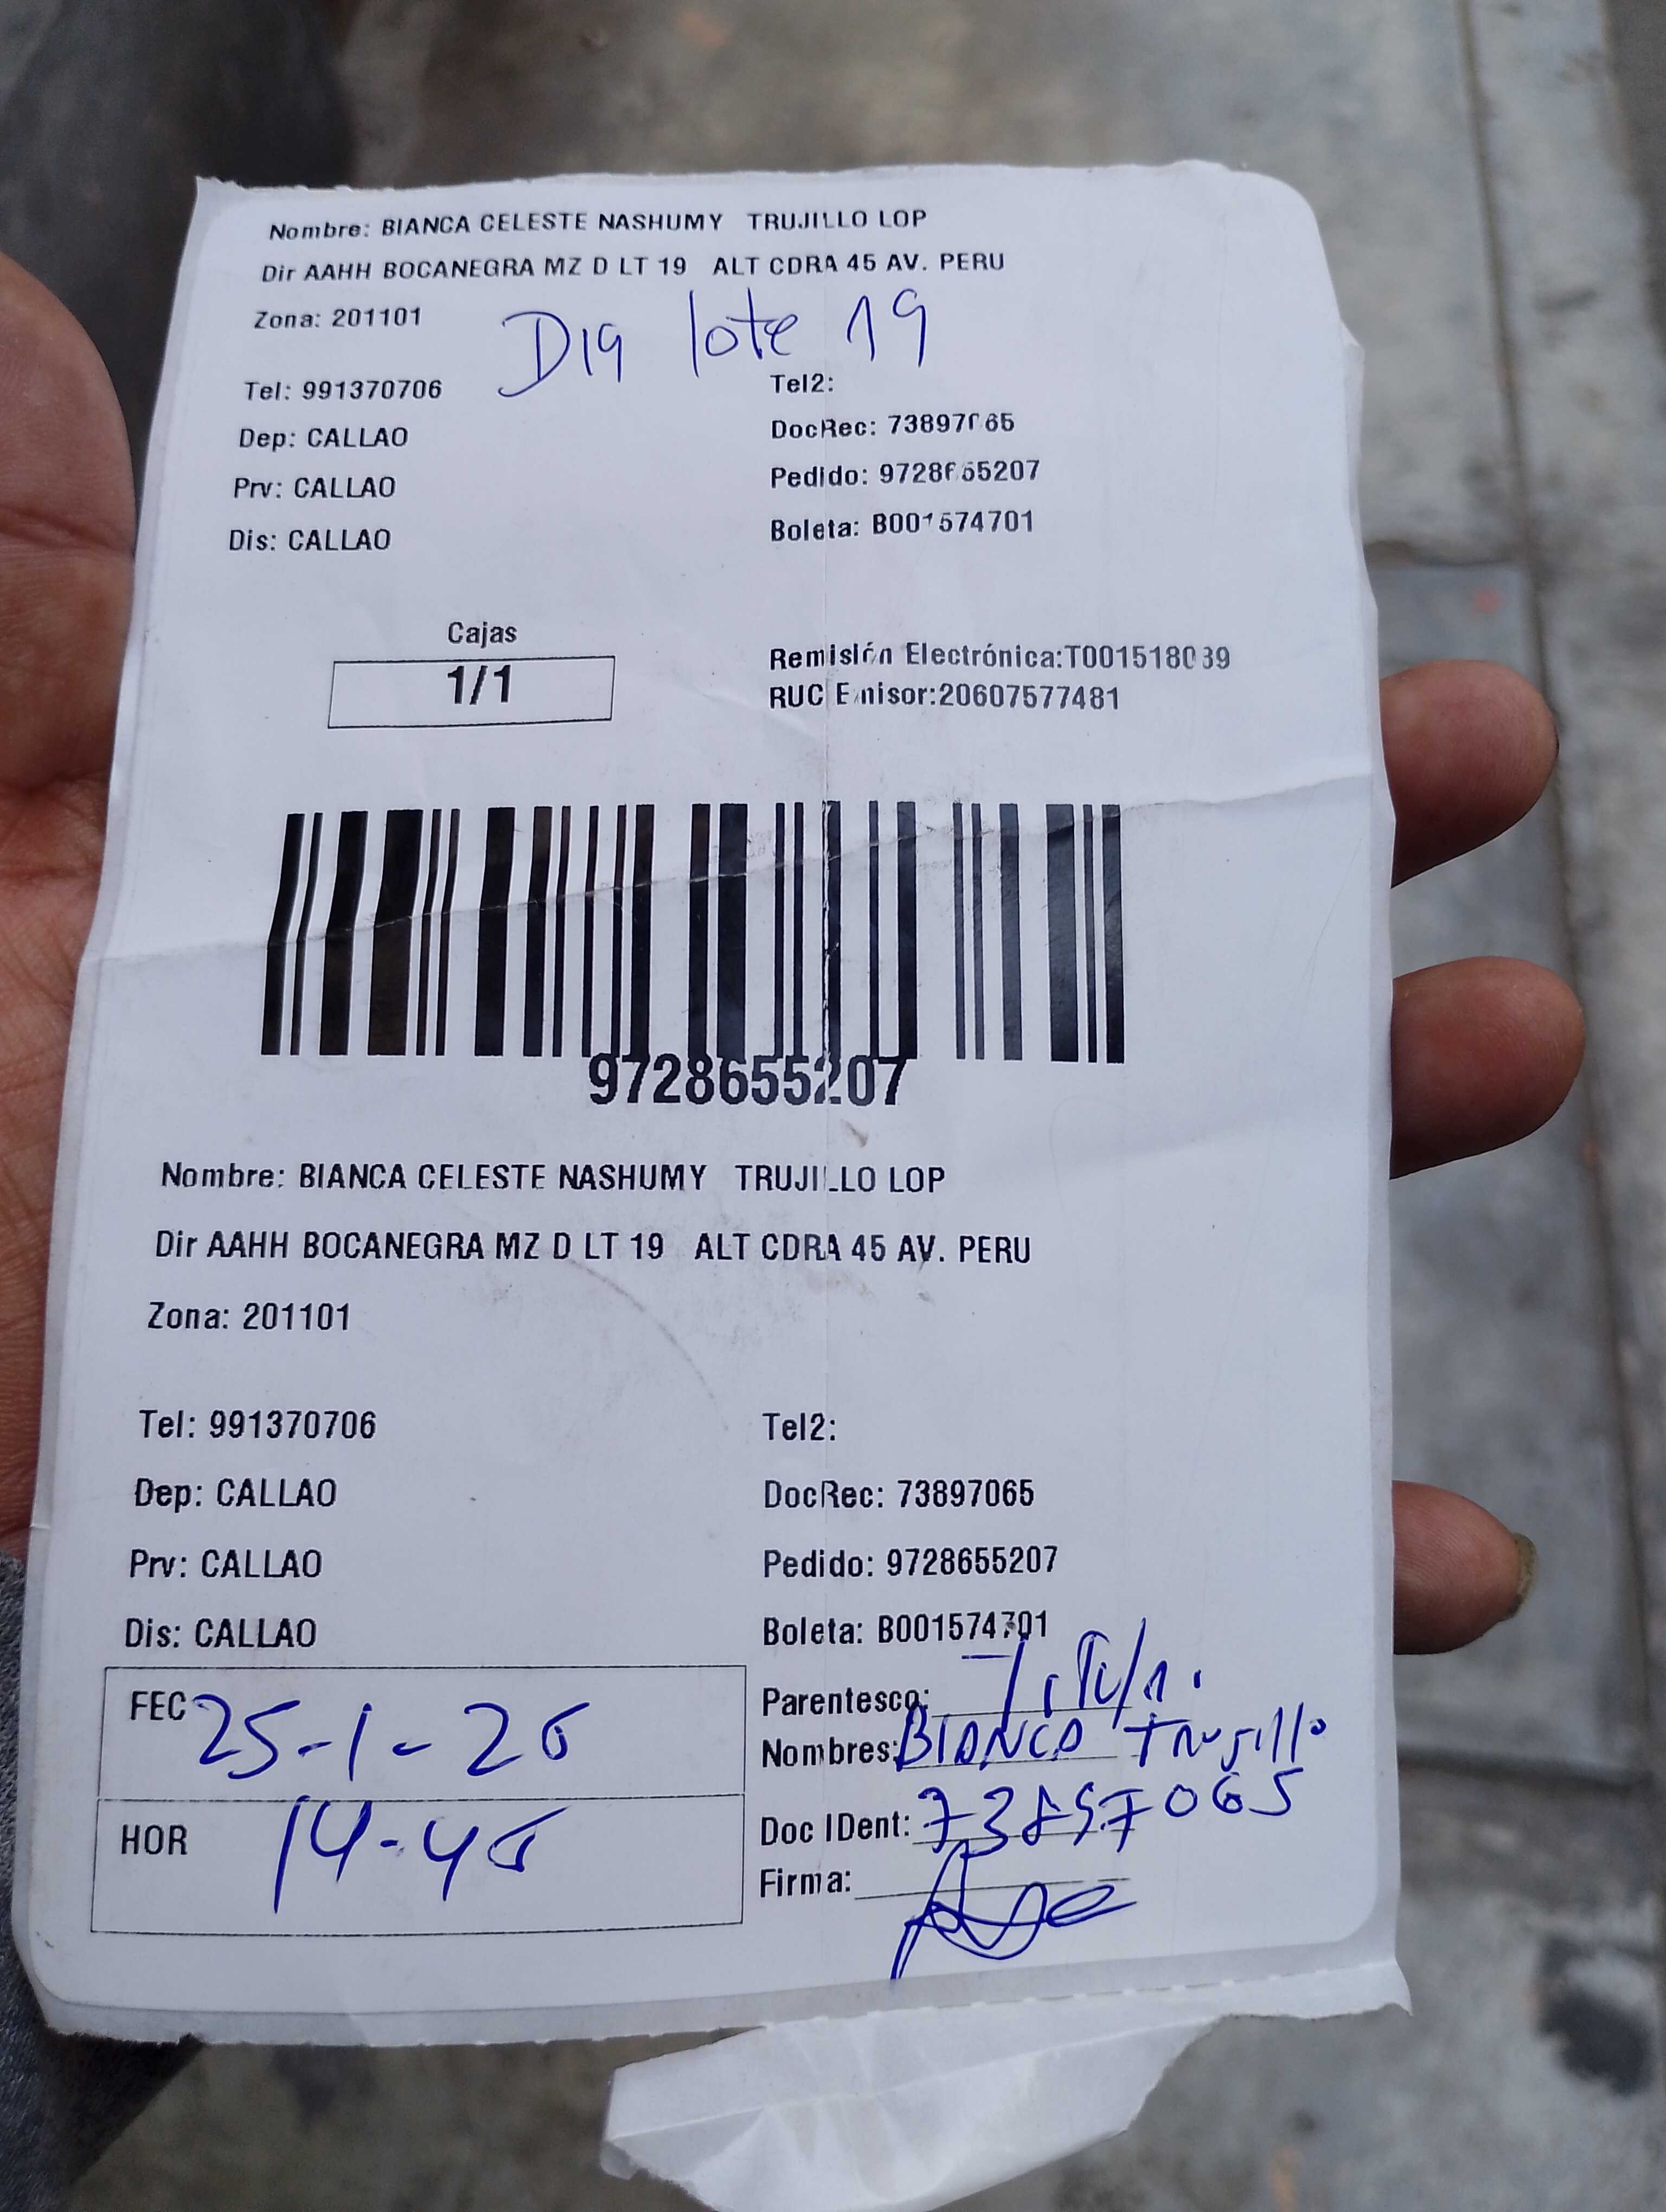 Nombre: BIANCA CELESTE NASHUMY TRUJILLO LOP
Dir AAHH BOCANEGRA MZ D LT 19 ALT CDRA 45 AV. PERU
Zona: 201101
D19 lote 19
Tel: 991370706
Tel2:
Dep: CALLAO
DocRec: 73897065
Prv: CALLAO
Pedido: 9728655207
Dis: CALLAO
Boleta: B001574701
Cajas
1/1
Remisión Electrónica:T001518039
RUC Emisor:20607577481
9728655207
Nombre: BIANCA CELESTE NASHUMY TRUJILLO LOP
Dir AAHH BOCANEGRA MZ D LT 19 ALT CDRA 45 AV. PERU
Zona: 201101
Tel: 991370706
Tel2:
Dep: CALLAO
DocRec: 73897065
Prv: CALLAO
Pedido: 9728655207
Dis: CALLAO
Boleta: B001574701
FEC 25-1-26
HOR 14-46
Parentesco:
Nombres: BIANCA Trujillo
Doc IDent: 73897065
Firma: